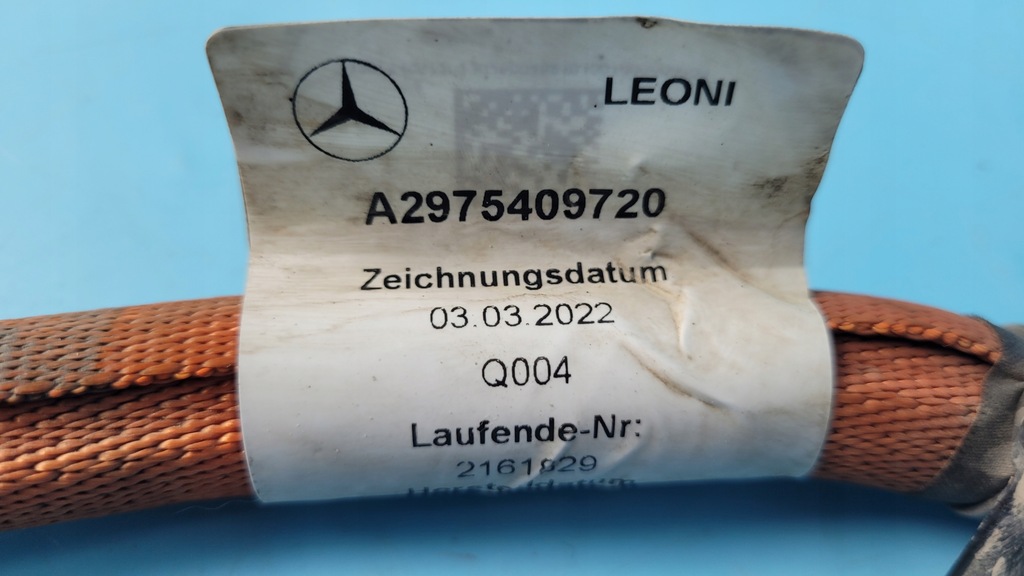 LEONI
A2975409720
Zeichnungsdatum
03.03.2022
Q004
Laufende-Nr:
2161829